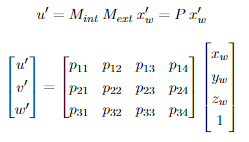 u′ = M_int M_ext x′_w = P x′_w
[u′ v′ w′] = [p11 p12 p13 p14; p21 p22 p23 p24; p31 p32 p33 p34] [x_w y_w z_w 1]